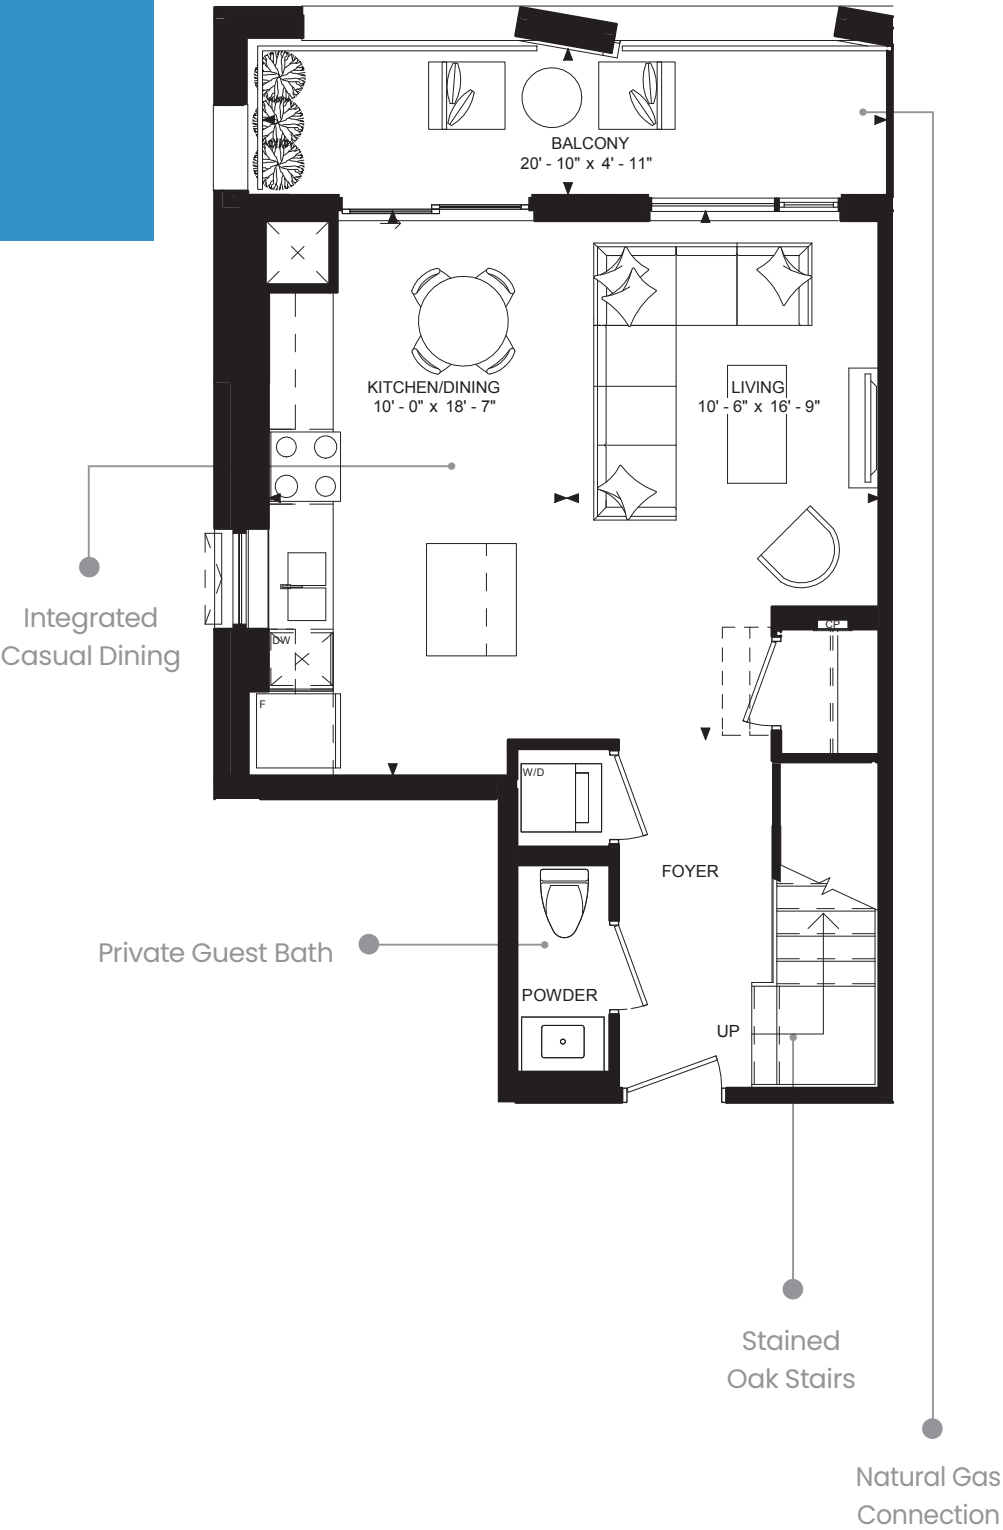 BALCONY
20' - 10" x 4' - 11"
KITCHEN/DINING
10' - 0" x 18' - 7"
LIVING
10' - 6" x 16' - 9"
Integrated
Casual Dining
CP
DW
F
W/D
FOYER
Private Guest Bath
POWDER
UP
Stained
Oak Stairs
Natural Gas
Connection